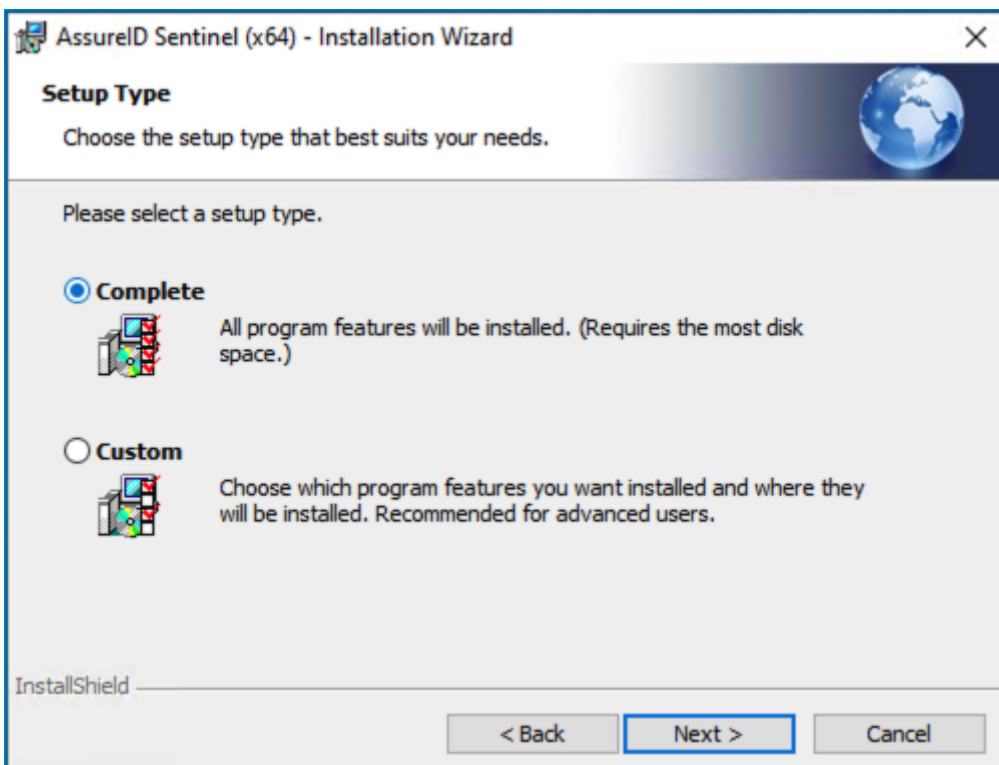 AssureID Sentinel (x64) - Installation Wizard
Setup Type
Choose the setup type that best suits your needs.
Please select a setup type.
Complete
All program features will be installed. (Requires the most disk
space.)
Custom
Choose which program features you want installed and where they
will be installed. Recommended for advanced users.
InstallShield
< Back
Next >
Cancel